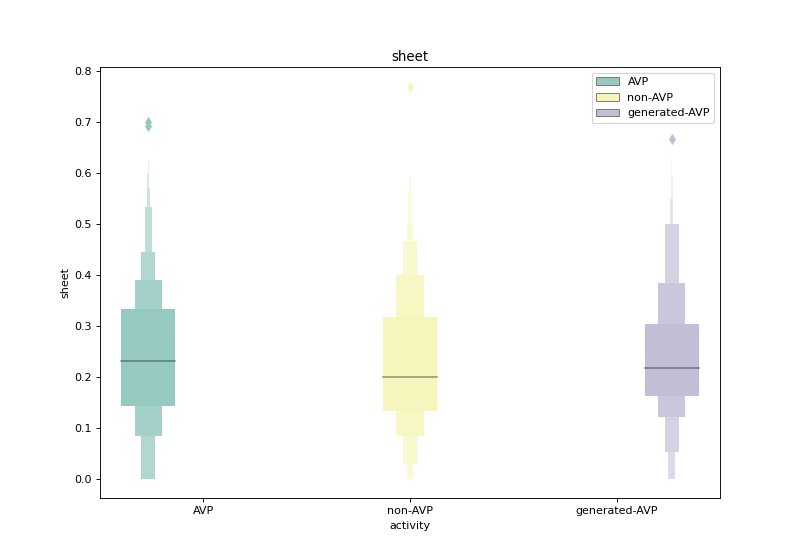 sheet
0.8
0.7
0.6
0.5
0.4
0.3
0.2
0.1
0.0
sheet
AVP
non-AVP
generated-AVP
AVP
non-AVP
generated-AVP
activity